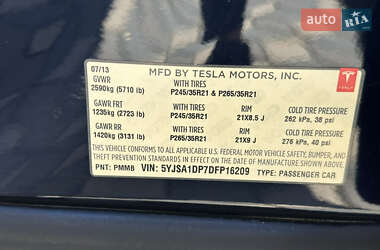 auto RIA.com
07/13
MFD BY TESLA MOTORS, INC.
TESLA
GVWR
2590kg (5710 lb)
WITH TIRES
P245/35R21 & P265/35R21
GAWR FRT
1235kg (2723 lb)
WITH TIRES
P245/35R21
RIM
21X8.5 J
COLD TIRE PRESSURE
262 kPa, 38 psi
GAWR RR
1420kg (3131 lb)
WITH TIRES
P265/35R21
RIM
21X9 J
COLD TIRE PRESSURE
276 kPa, 40 psi
THIS VEHICLE CONFORMS TO ALL APPLICABLE
U.S. FEDERAL MOTOR VEHICLE SAFETY, BUMPER, AND
THEFT PREVENTION STANDARDS IN EFFECT ON THE
DATE OF MANUFACTURE SHOWN ABOVE.
PNT: PMMB VIN: 5YJSA1DP7DFP16209 TYPE: PASSENGER CAR